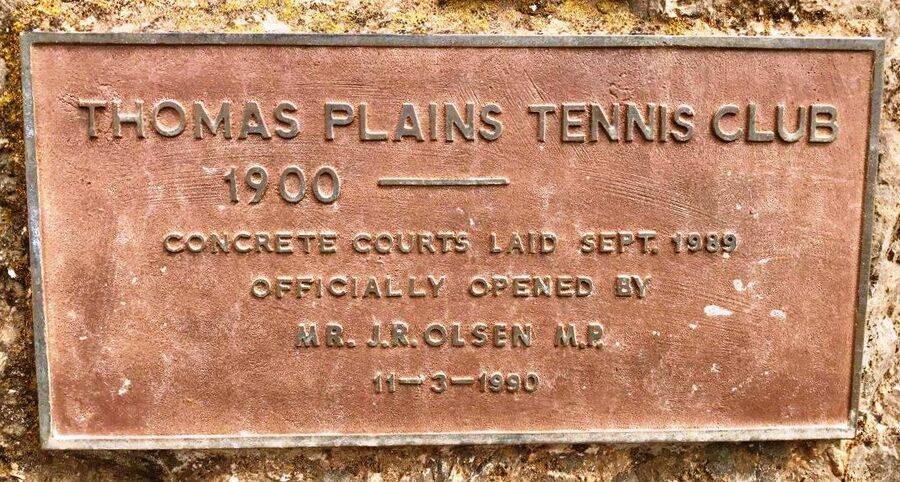 THOMAS PLAINS TENNIS CLUB
1900 ——
CONCRETE COURTS LAID SEPT. 1989
OFFICIALLY OPENED BY
MR. J.R. OLSEN M.P.
11-3-1990